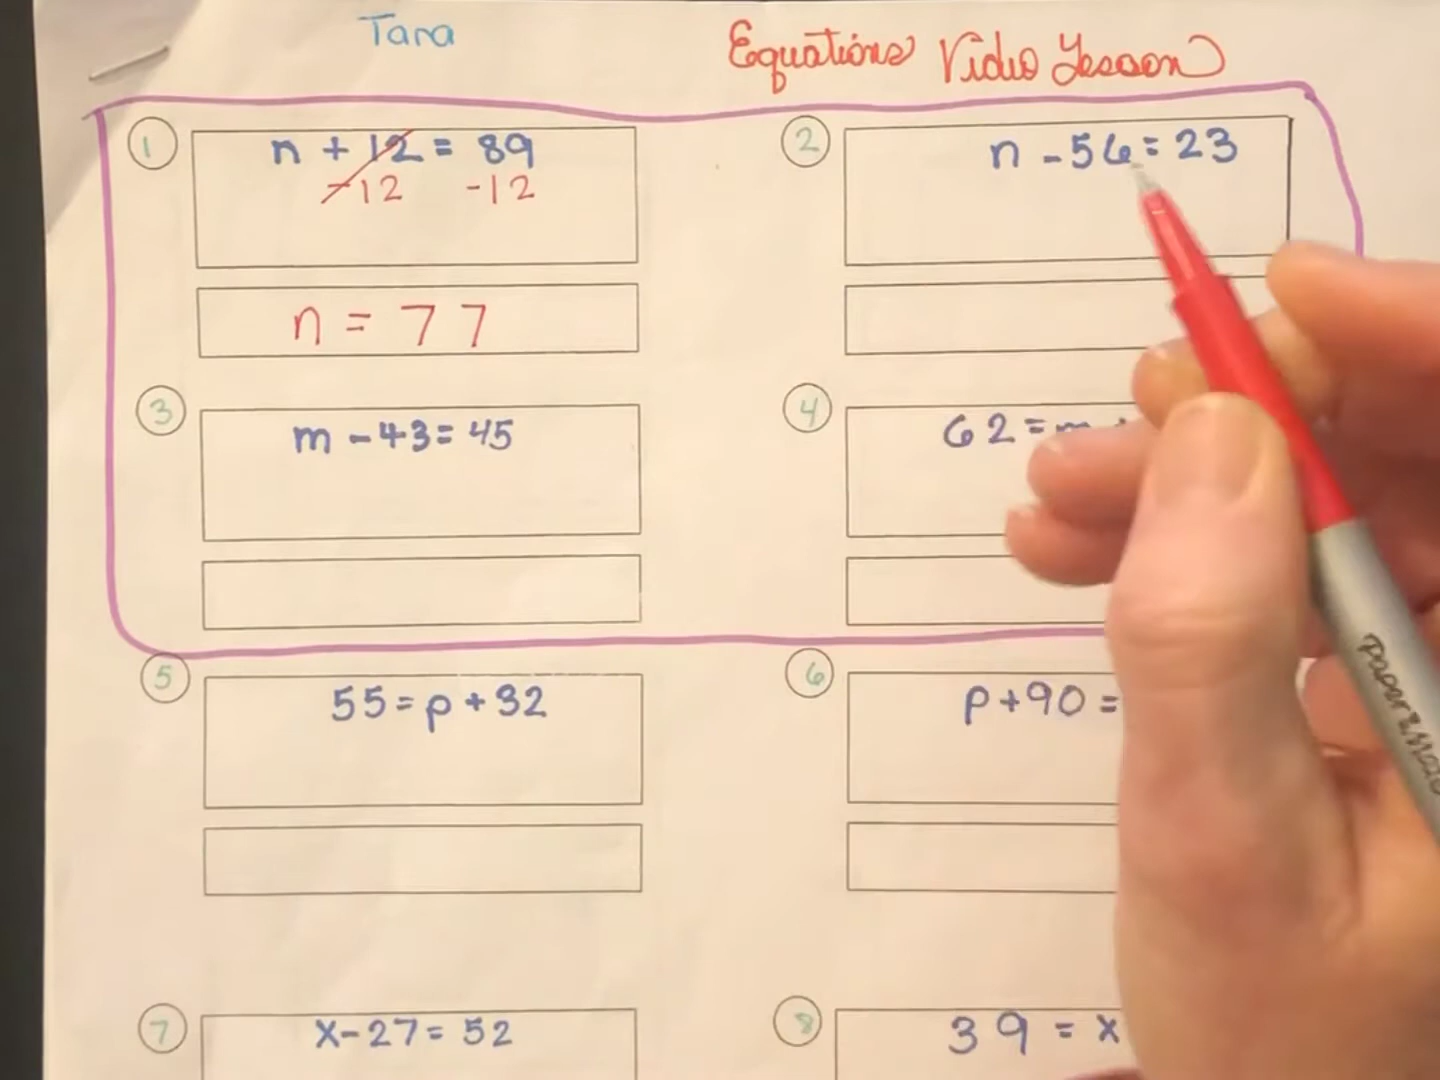 Tara
Equations Video Lesson
1
n + 12 = 89
-12 -12
n = 77
2
n - 56 = 23
3
m - 43 = 45
4
62 = m
5
55 = p + 32
6
p + 90 =
7
x - 27 = 52
8
39 = x